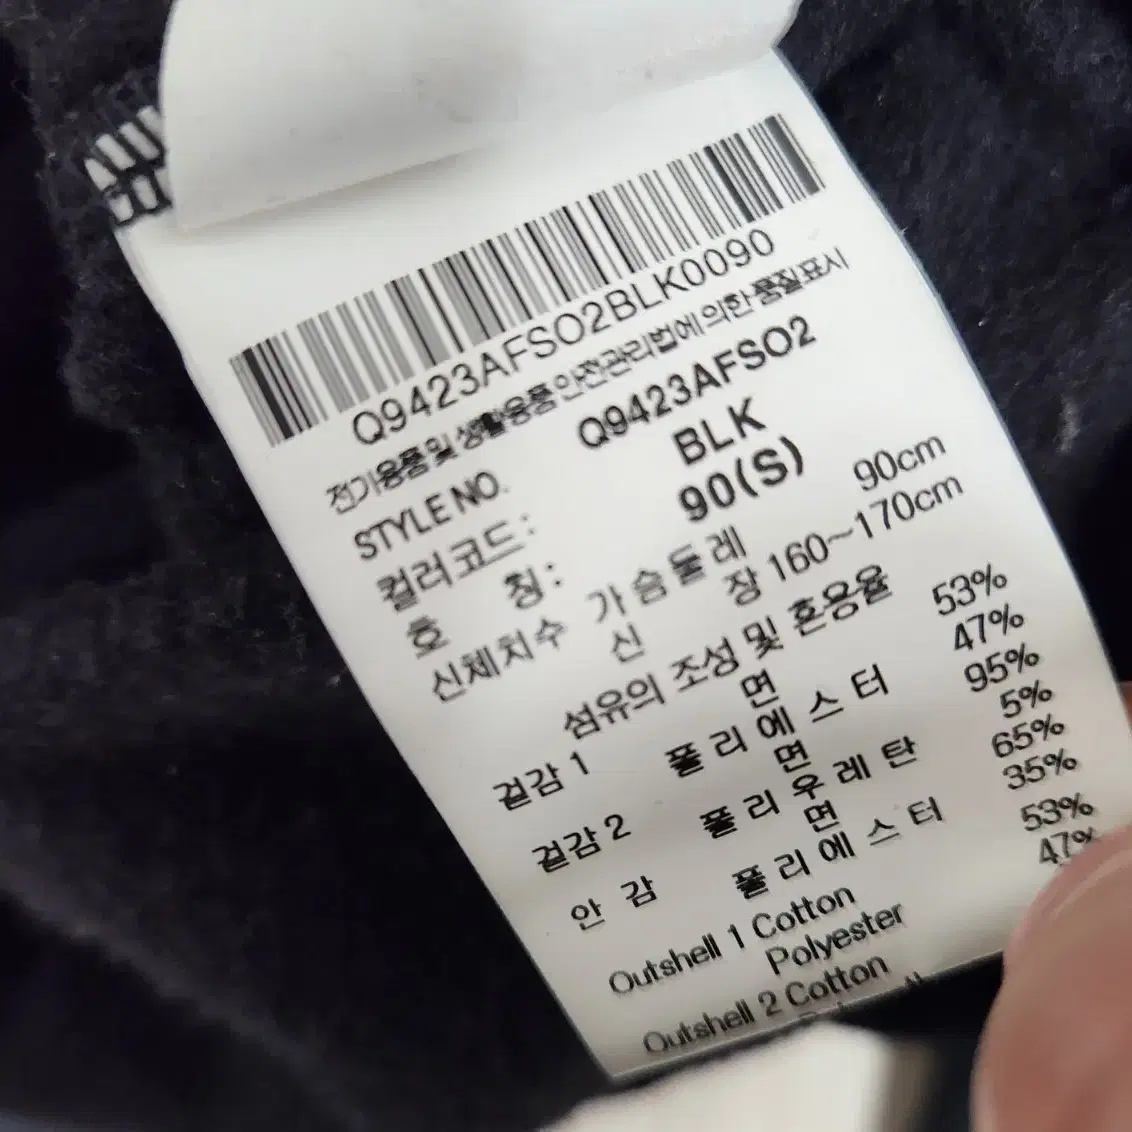 Q9423AFSO2BLK0090
전기용품 및 생활용품 안전관리법에 의한 품질표시
STYLE NO. Q9423AFSO2
컬러코드: BLK
호 칭: 90(S)
신체치수 가슴둘레 90cm
신 장 160~170cm
섬유의 조성 및 혼용율
겉감 1 면 53%
폴리에스터 47%
겉감 2 면 95%
폴리우레탄 5%
안 감 면 65%
폴리에스터 35%
Outshell 1 Cotton 53%
Polyester 47%
Outshell 2 Cotton